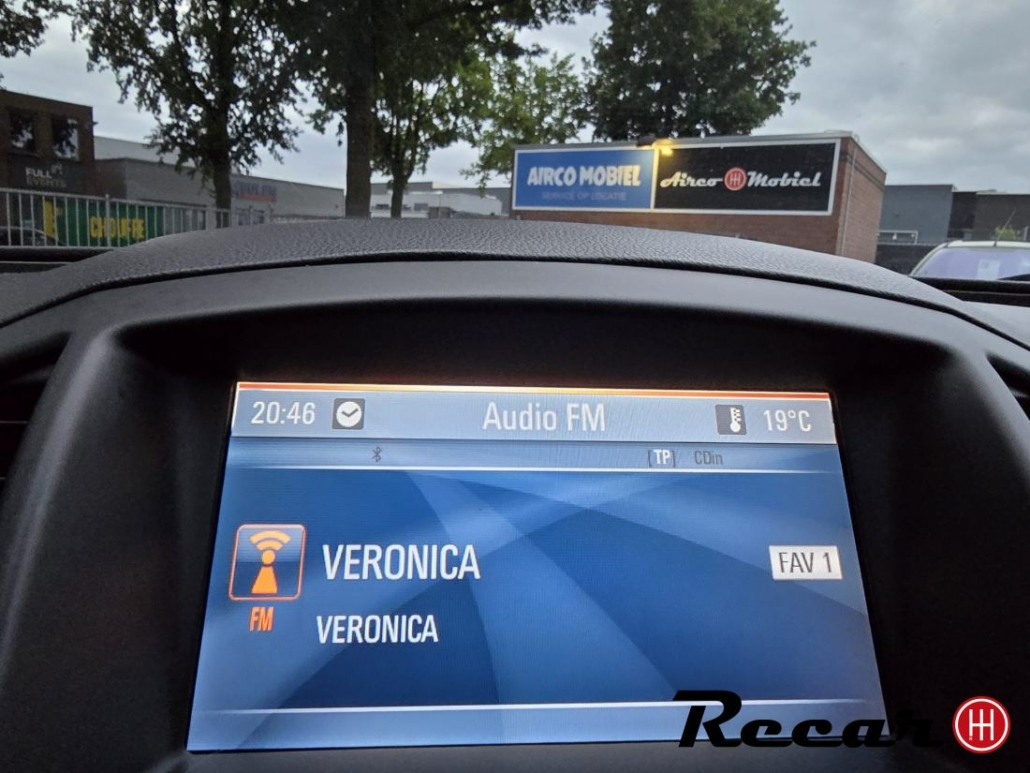 FULL
EVENTS
CHOUFFE
AIRCO MOBIEL
SERVICE OP LOCATIE
Airco Mobiel
20:46
Audio FM
19°C
[TP]
CDin
VERONICA
FAV 1
FM
VERONICA
Recar